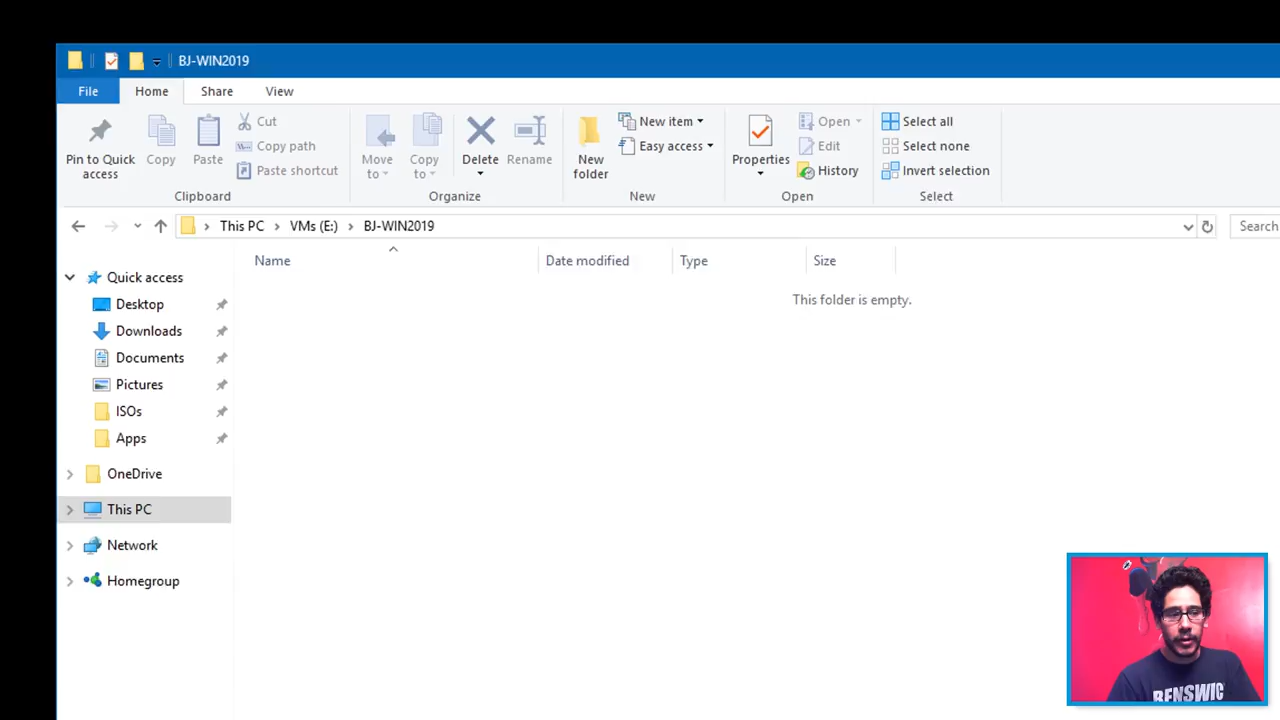 BJ-WIN2019
File Home Share View
Pin to Quick access
Copy
Paste
Cut
Copy path
Paste shortcut
Clipboard
Move to
Copy to
Delete
Rename
Organize
New folder
New item
Easy access
New
Properties
Open
Edit
History
Open
Select all
Select none
Invert selection
Select
This PC VMs (E:) BJ-WIN2019
Search
Name Date modified Type Size
This folder is empty.
Quick access
Desktop
Downloads
Documents
Pictures
ISOs
Apps
OneDrive
This PC
Network
Homegroup
BENSWIC